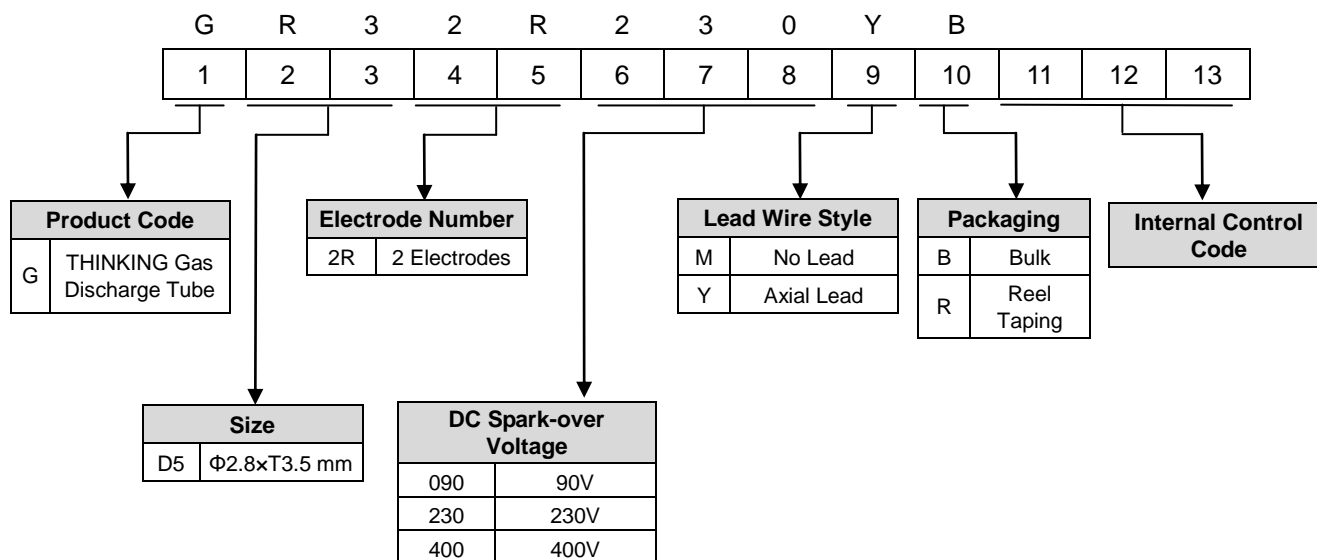 G R 3 2 R 2 3 0 Y B
1 2 3 4 5 6 7 8 9 10 11 12 13
Product Code
G THINKING Gas
Discharge Tube
Electrode Number
2R 2 Electrodes
Lead Wire Style
M No Lead
Y Axial Lead
Packaging
B Bulk
R Reel
Taping
Internal Control
Code
Size
D5 Φ2.8×T3.5 mm
DC Spark-over
Voltage
090 90V
230 230V
400 400V